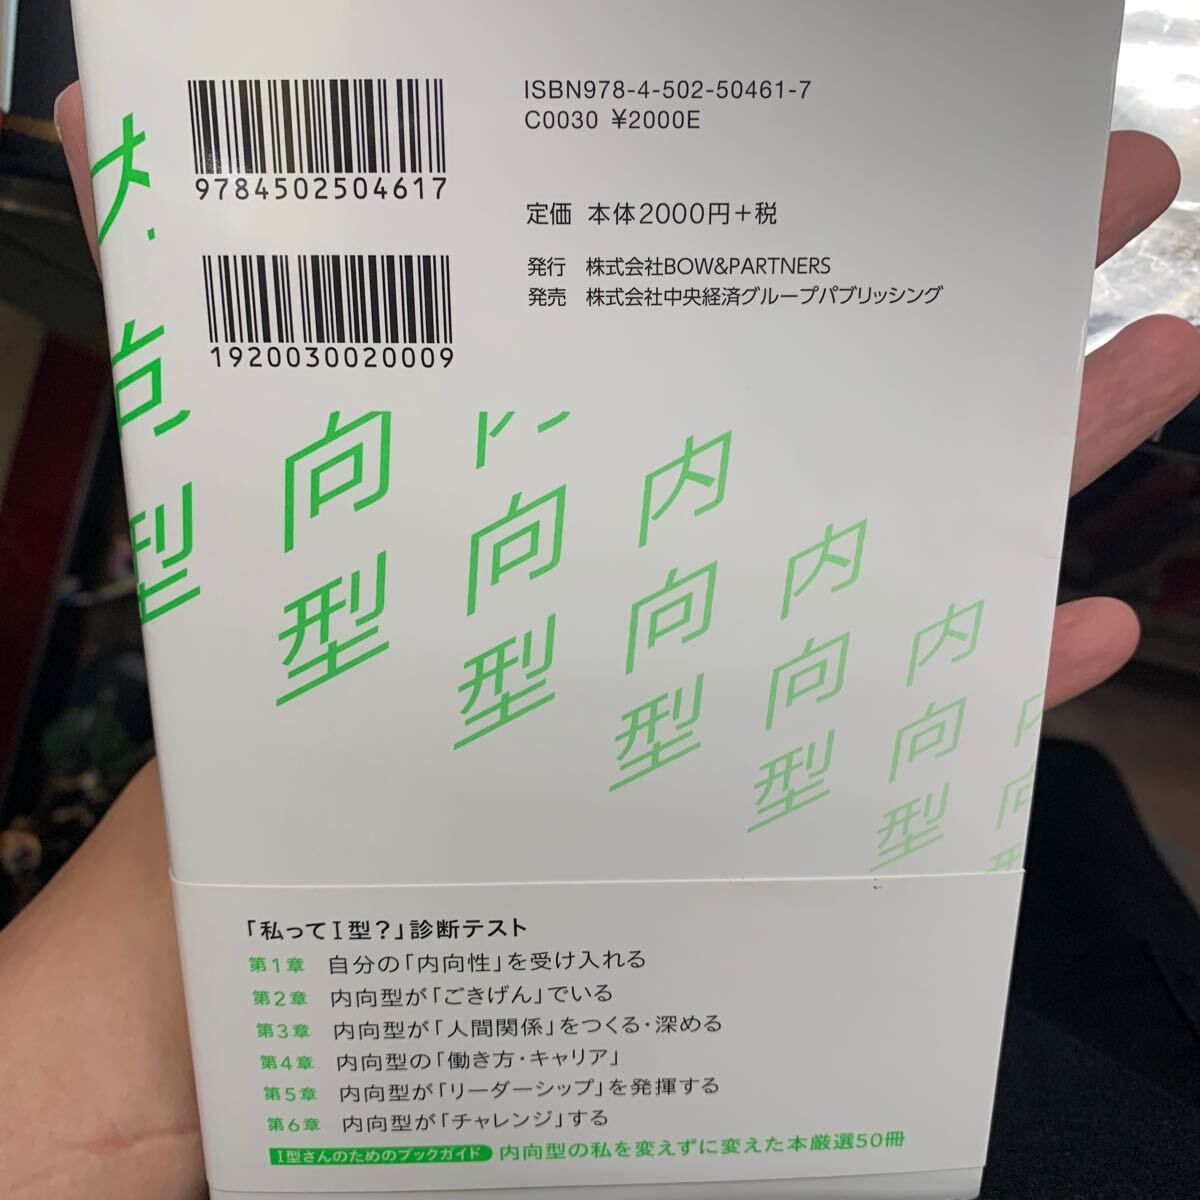 ISBN978-4-502-50461-7
C0030 ¥2000E
9784502504617
定価 本体2000円+税
発行 株式会社BOW&PARTNERS
発売 株式会社中央経済グループパブリッシング
1920030020009
向型
向型
向型
内向型
内向型
内向型
「私ってI型?」診断テスト
第1章 自分の「内向性」を受け入れる
第2章 内向型が「ごきげん」でいる
第3章 内向型が「人間関係」をつくる・深める
第4章 内向型の「働き方・キャリア」
第5章 内向型が「リーダーシップ」を発揮する
第6章 内向型が「チャレンジ」する
I型さんのためのブックガイド 内向型の私を変えずに変えた本厳選50冊